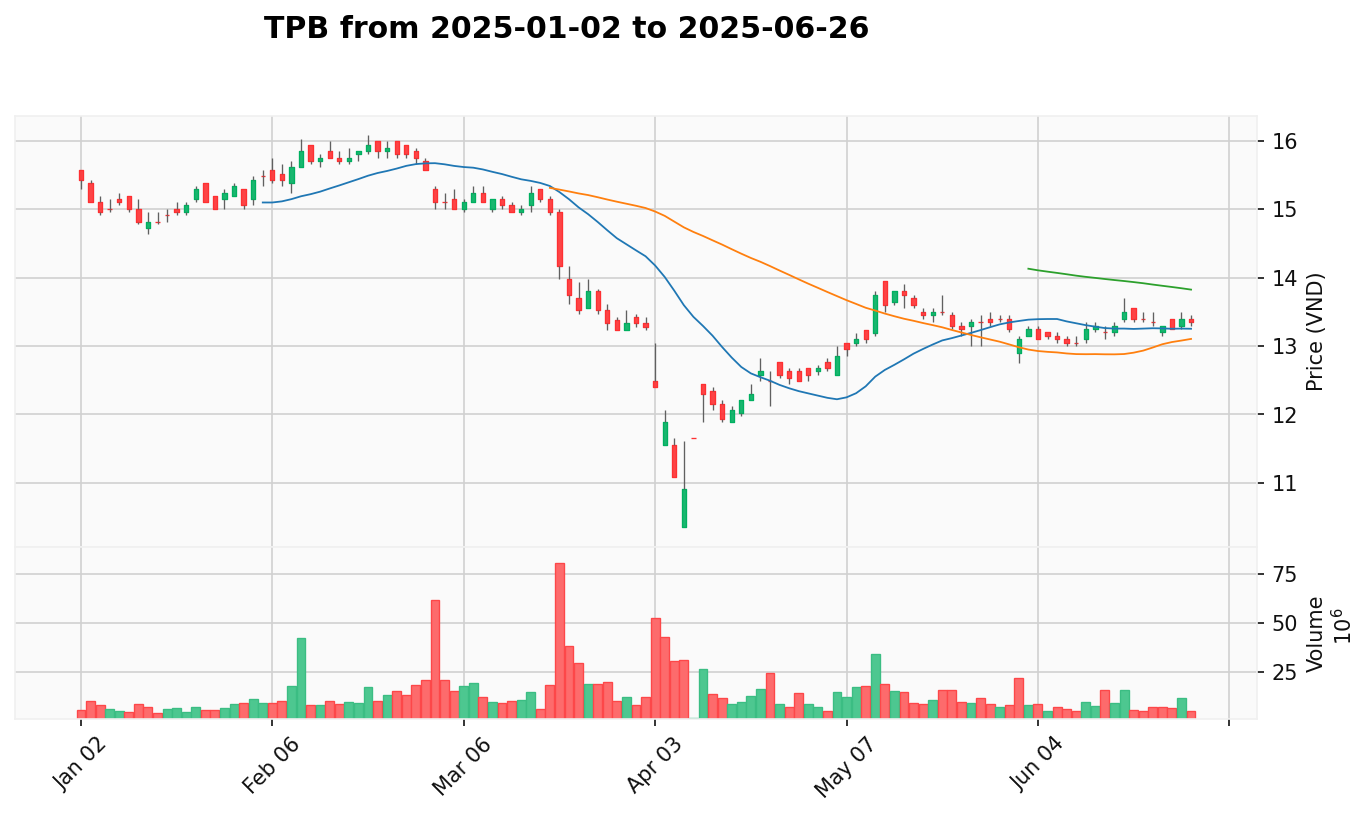 TPB from 2025-01-02 to 2025-06-26
16
15
14
13
12
11
Price (VND)
75
50
25
Volume
10⁶
Jan 02
Feb 06
Mar 06
Apr 03
May 07
Jun 04